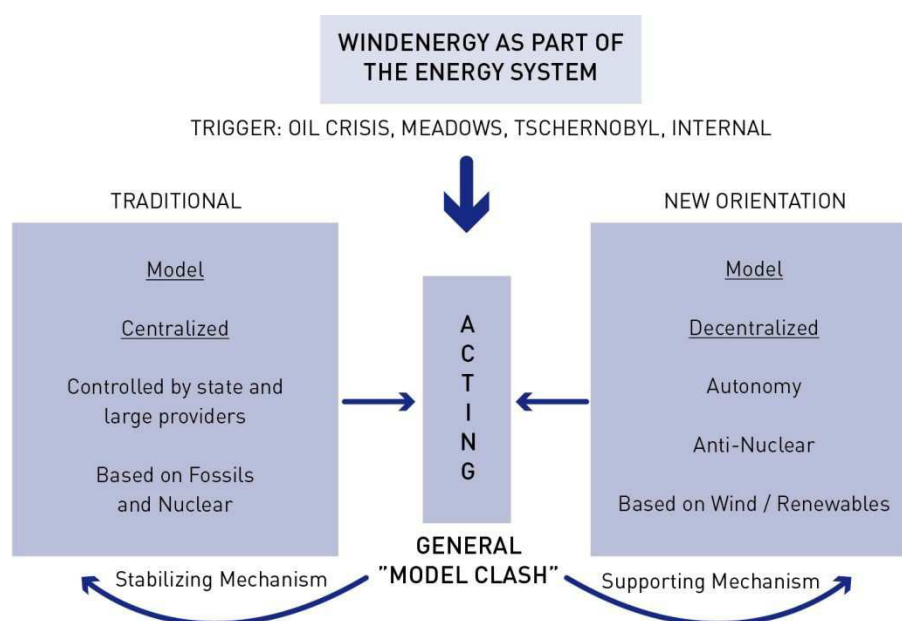 WINDENERGY AS PART OF
THE ENERGY SYSTEM
TRIGGER: OIL CRISIS, MEADOWS, TSCHERNOBYL, INTERNAL
TRADITIONAL
Model
Centralized
Controlled by state and
large providers
Based on Fossils
and Nuclear
ACTING
NEW ORIENTATION
Model
Decentralized
Autonomy
Anti-Nuclear
Based on Wind / Renewables
GENERAL
"MODEL CLASH"
Stabilizing Mechanism
Supporting Mechanism